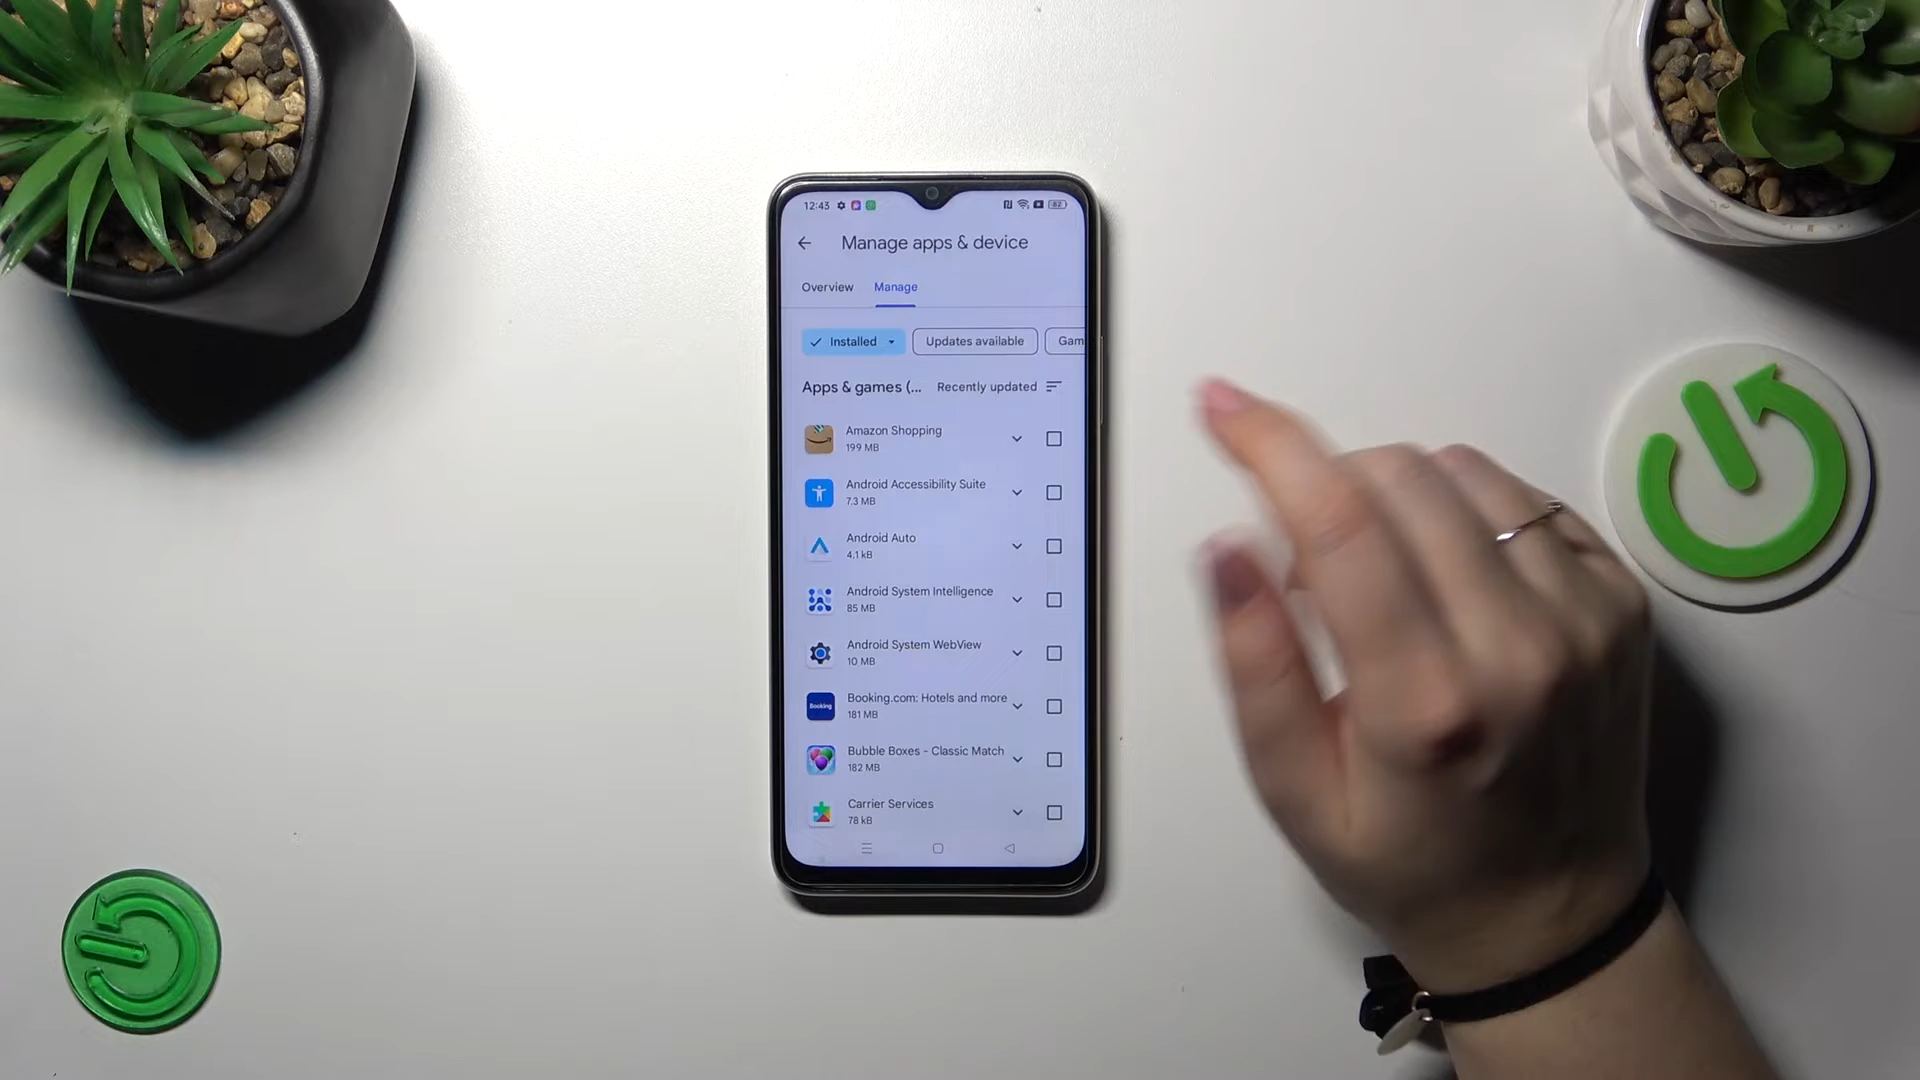 12:43
62
Manage apps & device
Overview Manage
Installed Updates available Gam
Apps & games (... Recently updated
Amazon Shopping
199 MB
Android Accessibility Suite
7.3 MB
Android Auto
4.1 kB
Android System Intelligence
85 MB
Android System WebView
10 MB
Booking.com: Hotels and more
Booking
181 MB
Bubble Boxes - Classic Match
182 MB
Carrier Services
78 kB